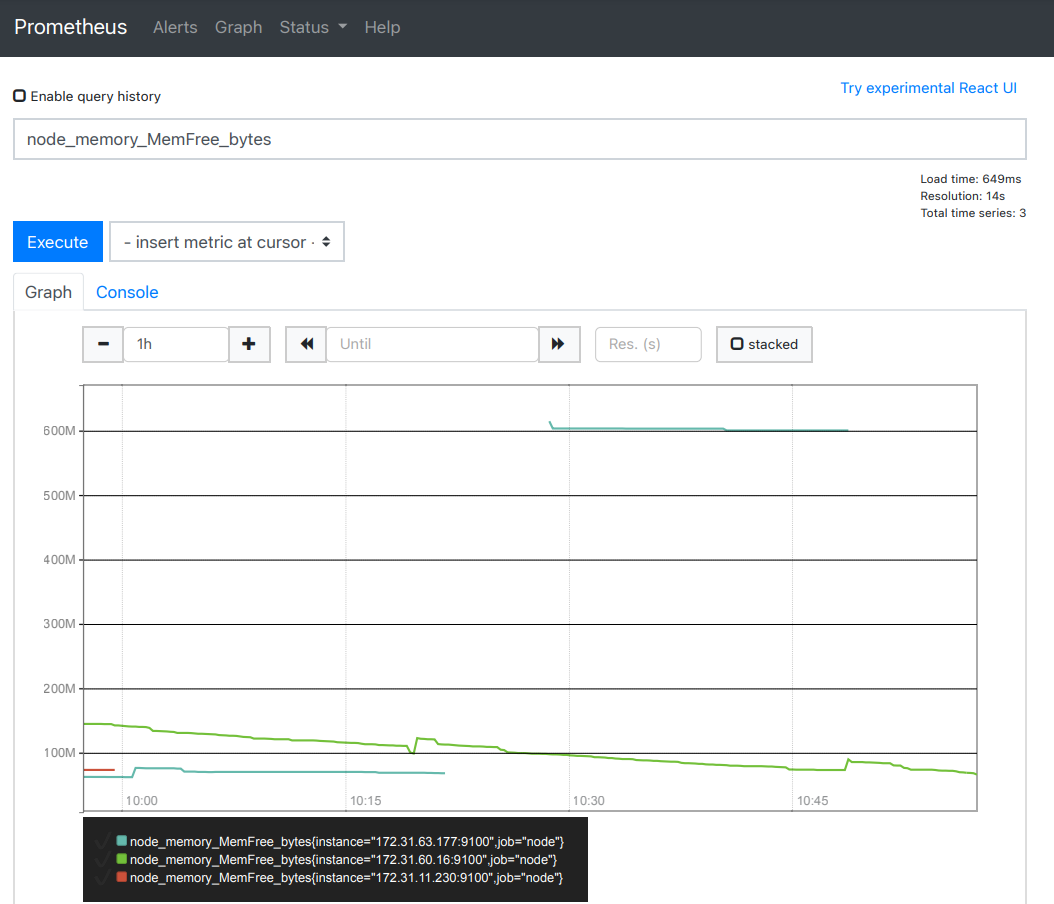 Prometheus Alerts Graph Status Help
Enable query history
Try experimental React UI
node_memory_MemFree_bytes
Load time: 649ms
Resolution: 14s
Total time series: 3
Execute
- insert metric at cursor -
Graph Console
1h
Until
Res. (s)
stacked
600M
500M
400M
300M
200M
100M
10:00 10:15 10:30 10:45
node_memory_MemFree_bytes{instance="172.31.63.177:9100",job="node"}
node_memory_MemFree_bytes{instance="172.31.60.16:9100",job="node"}
node_memory_MemFree_bytes{instance="172.31.11.230:9100",job="node"}